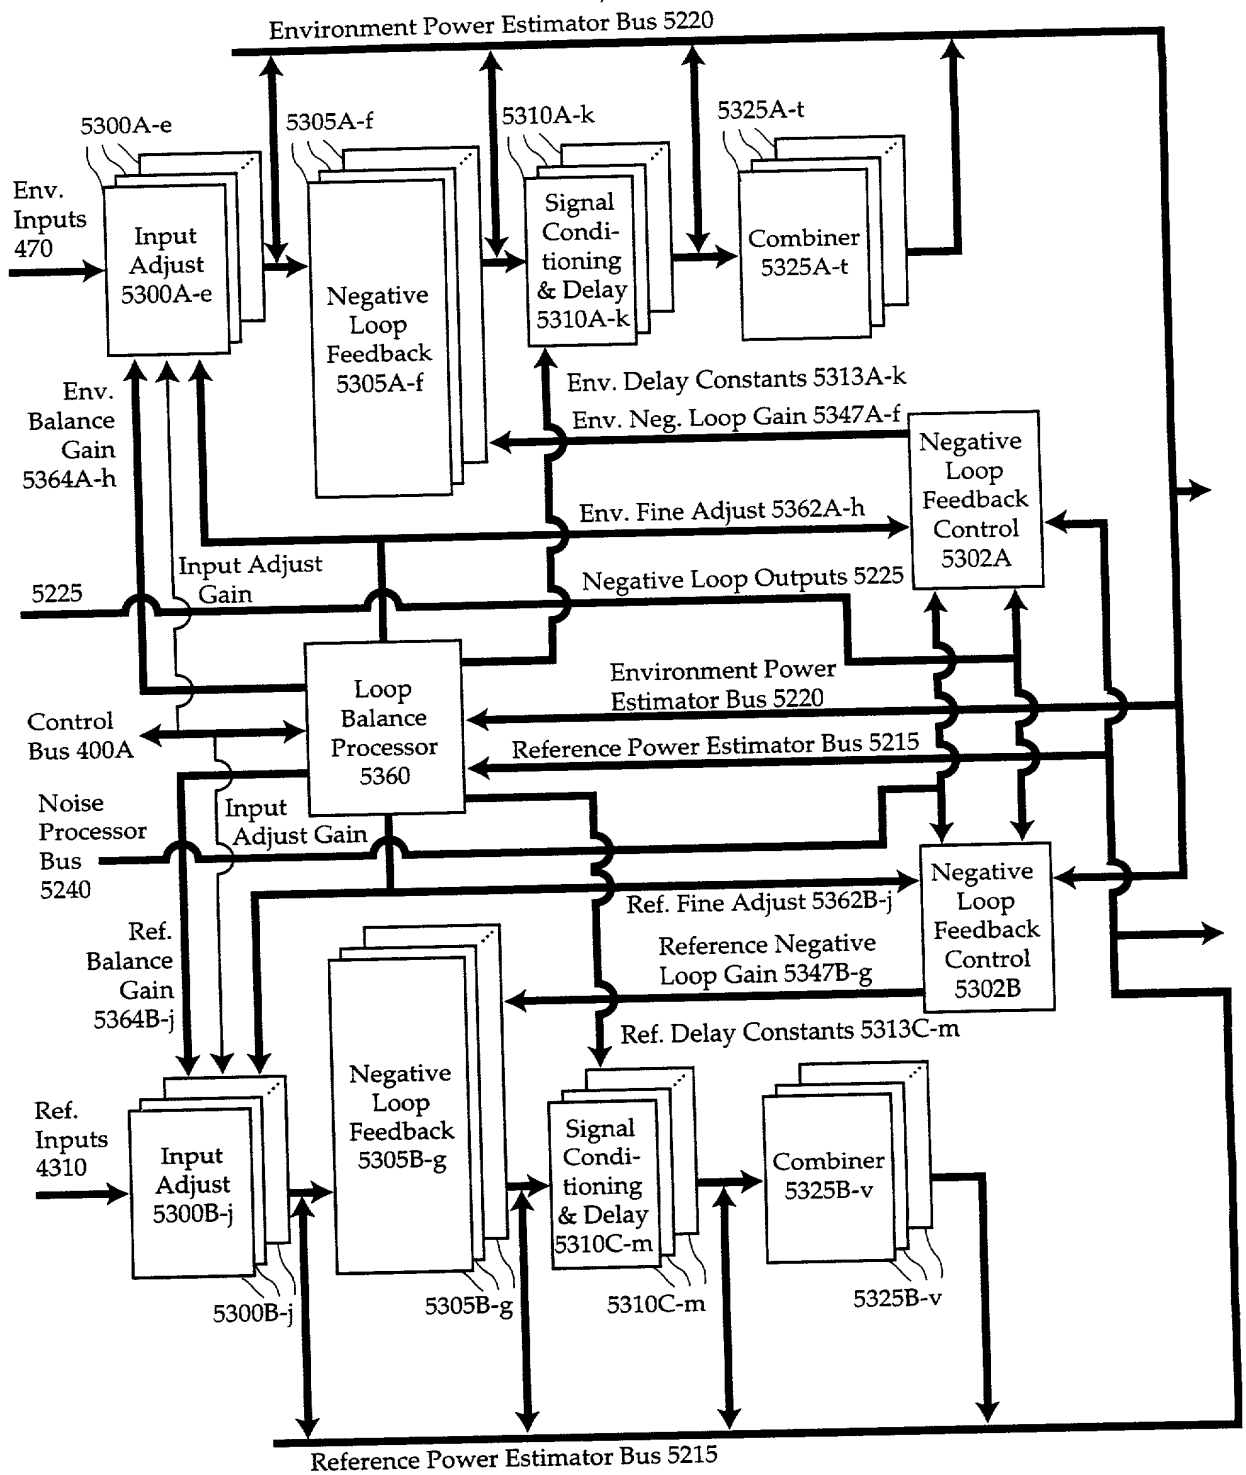 Environment Power Estimator Bus 5220
5300A-e
5305A-f
5310A-k
5325A-t
Env.
Inputs
470
Input
Adjust
5300A-e
Negative
Loop
Feedback
5305A-f
Signal
Condi-
tioning
& Delay
5310A-k
Combiner
5325A-t
Env.
Balance
Gain
5364A-h
Env. Delay Constants 5313A-k
Env. Neg. Loop Gain 5347A-f
Negative
Loop
Feedback
Control
5302A
Env. Fine Adjust 5362A-h
Input Adjust
Gain
5225
Negative Loop Outputs 5225
Loop
Balance
Processor
5360
Environment Power
Estimator Bus 5220
Control
Bus 400A
Reference Power Estimator Bus 5215
Noise
Processor
Bus
5240
Input
Adjust Gain
Negative
Loop
Feedback
Control
5302B
Ref. Fine Adjust 5362B-j
Ref.
Balance
Gain
5364B-j
Reference Negative
Loop Gain 5347B-g
Ref. Delay Constants 5313C-m
Ref.
Inputs
4310
Input
Adjust
5300B-j
Negative
Loop
Feedback
5305B-g
Signal
Condi-
tioning
& Delay
5310C-m
Combiner
5325B-v
5300B-j
5305B-g
5310C-m
5325B-v
Reference Power Estimator Bus 5215